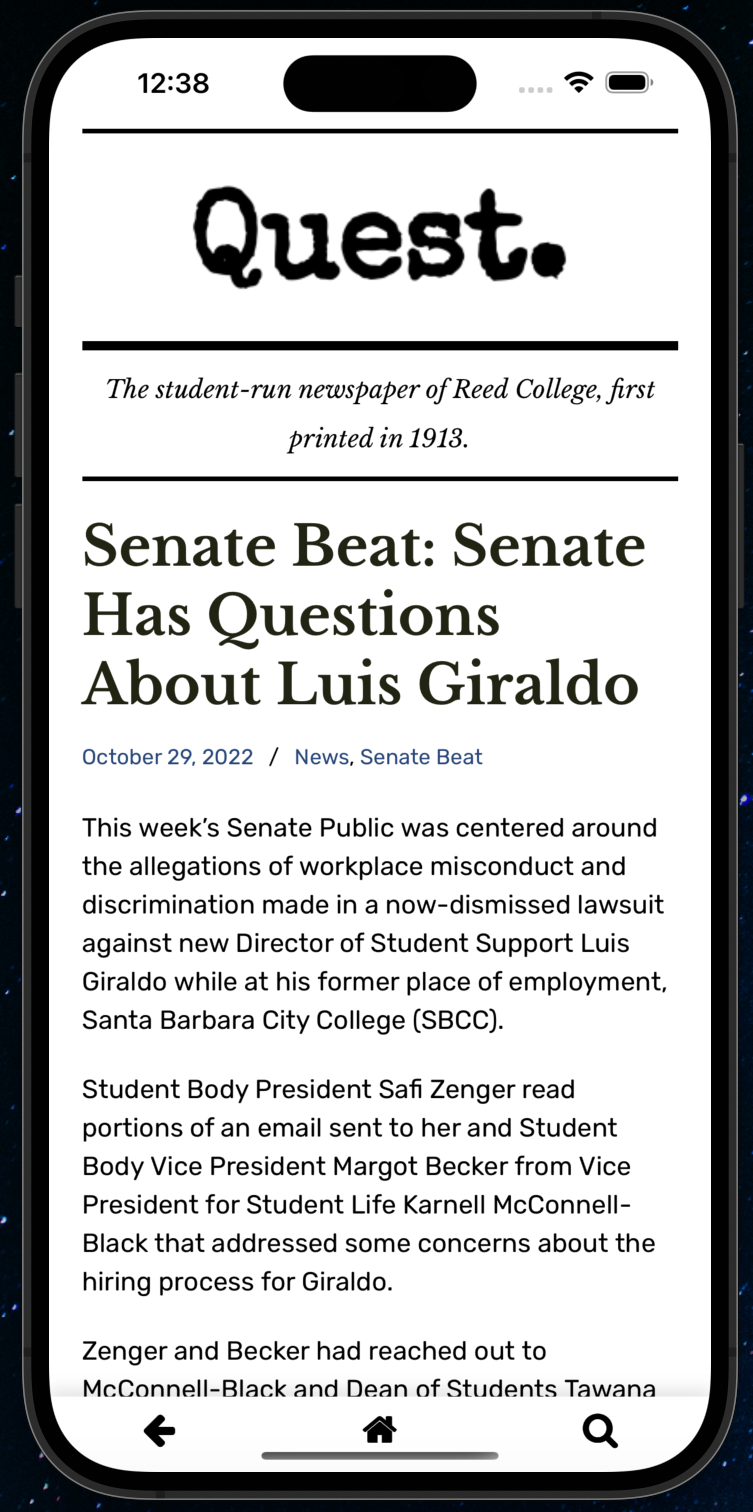 12:38
Quest.
The student-run newspaper of Reed College, first
printed in 1913.
Senate Beat: Senate
Has Questions
About Luis Giraldo
October 29, 2022 / News, Senate Beat
This week’s Senate Public was centered around
the allegations of workplace misconduct and
discrimination made in a now-dismissed lawsuit
against new Director of Student Support Luis
Giraldo while at his former place of employment,
Santa Barbara City College (SBCC).
Student Body President Safi Zenger read
portions of an email sent to her and Student
Body Vice President Margot Becker from Vice
President for Student Life Karnell McConnell-
Black that addressed some concerns about the
hiring process for Giraldo.
Zenger and Becker had reached out to
McConnell-Black and Dean of Students Tawana